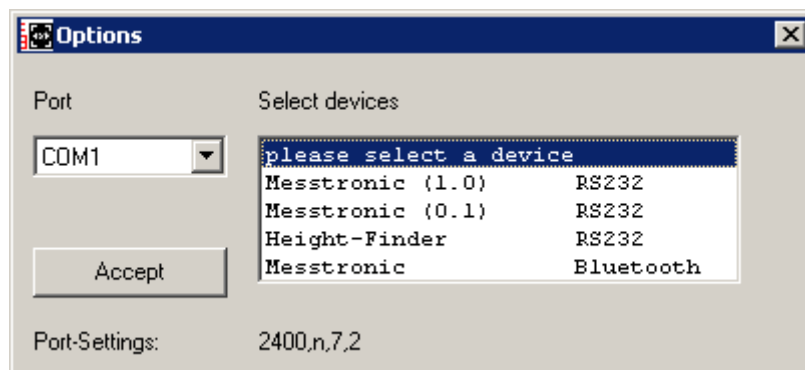 Options
Port Select devices
COM1
please select a device
Messtronic (1.0) RS232
Messtronic (0.1) RS232
Height-Finder RS232
Messtronic Bluetooth
Accept
Port-Settings: 2400,n,7,2